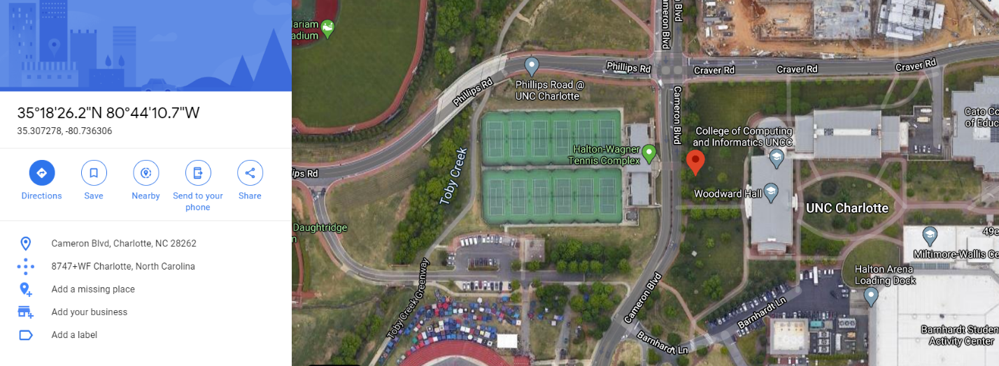 35°18'26.2"N 80°44'10.7"W
35.307278, -80.736306
Directions
Save
Nearby
Send to your
phone
Share
Cameron Blvd, Charlotte, NC 28262
8747+WF Charlotte, North Carolina
Add a missing place
Add your business
Add a label
ariam
adium
ameron Blvd
n Blvd
Phillips Rd
Craver Rd
Craver Rd
Craver Rd
Phillips Road @
UNC Charlotte
Phillips Rd
Cameron Blvd
Cato Co
of Educ
College of Computing
and Informatics UNCC
Halton-Wagner
Tennis Complex
ips Rd
Toby Creek
Woodward Hall
UNC Charlotte
Daughtridge
n
49e
Miltimore-Wallis Ce
Halton Arena
Loading Dock
Toby Creek Greenway
Cameron Blvd
Barnhardt Ln
Barnhardt Ln
Barnhardt Studen
Activity Center